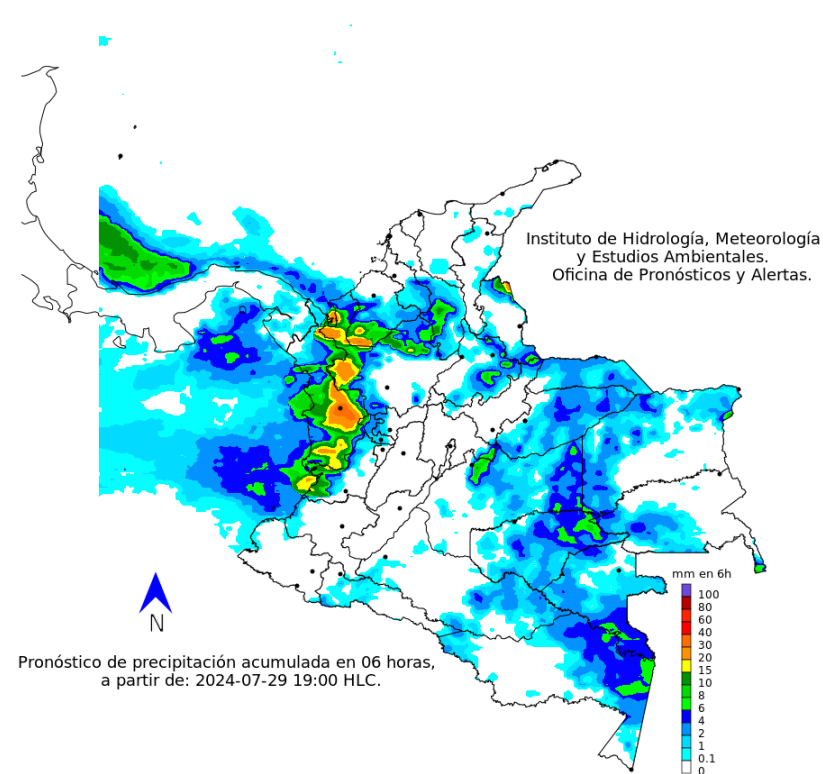 Instituto de Hidrología, Meteorología
y Estudios Ambientales.
Oficina de Pronósticos y Alertas.
mm en 6h
100
80
60
40
30
20
15
10
8
6
4
2
1
0.1
0
N
Pronóstico de precipitación acumulada en 06 horas,
a partir de: 2024-07-29 19:00 HLC.